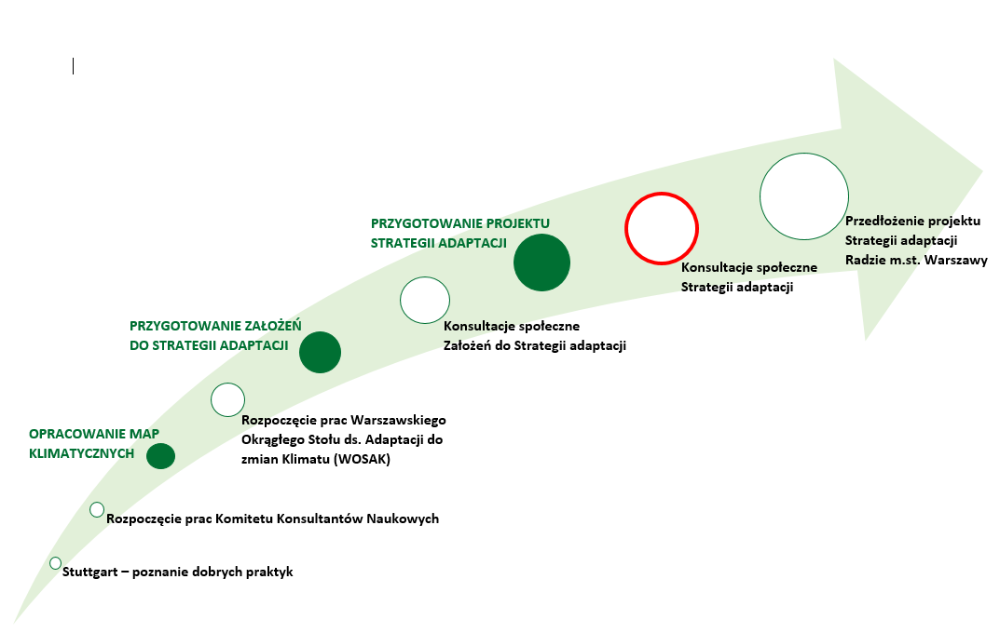 PRZYGOTOWANIE PROJEKTU
STRATEGII ADAPTACJI
Przedłożenie projektu
Strategii adaptacji
Radzie m.st. Warszawy
Konsultacje społeczne
Strategii adaptacji
PRZYGOTOWANIE ZAŁOŻEŃ
DO STRATEGII ADAPTACJI
Konsultacje społeczne
Założeń do Strategii adaptacji
OPRACOWANIE MAP
KLIMATYCZNYCH
Rozpoczęcie prac Warszawskiego
Okrągłego Stołu ds. Adaptacji do
zmian Klimatu (WOSAK)
Rozpoczęcie prac Komitetu Konsultantów Naukowych
Stuttgart – poznanie dobrych praktyk